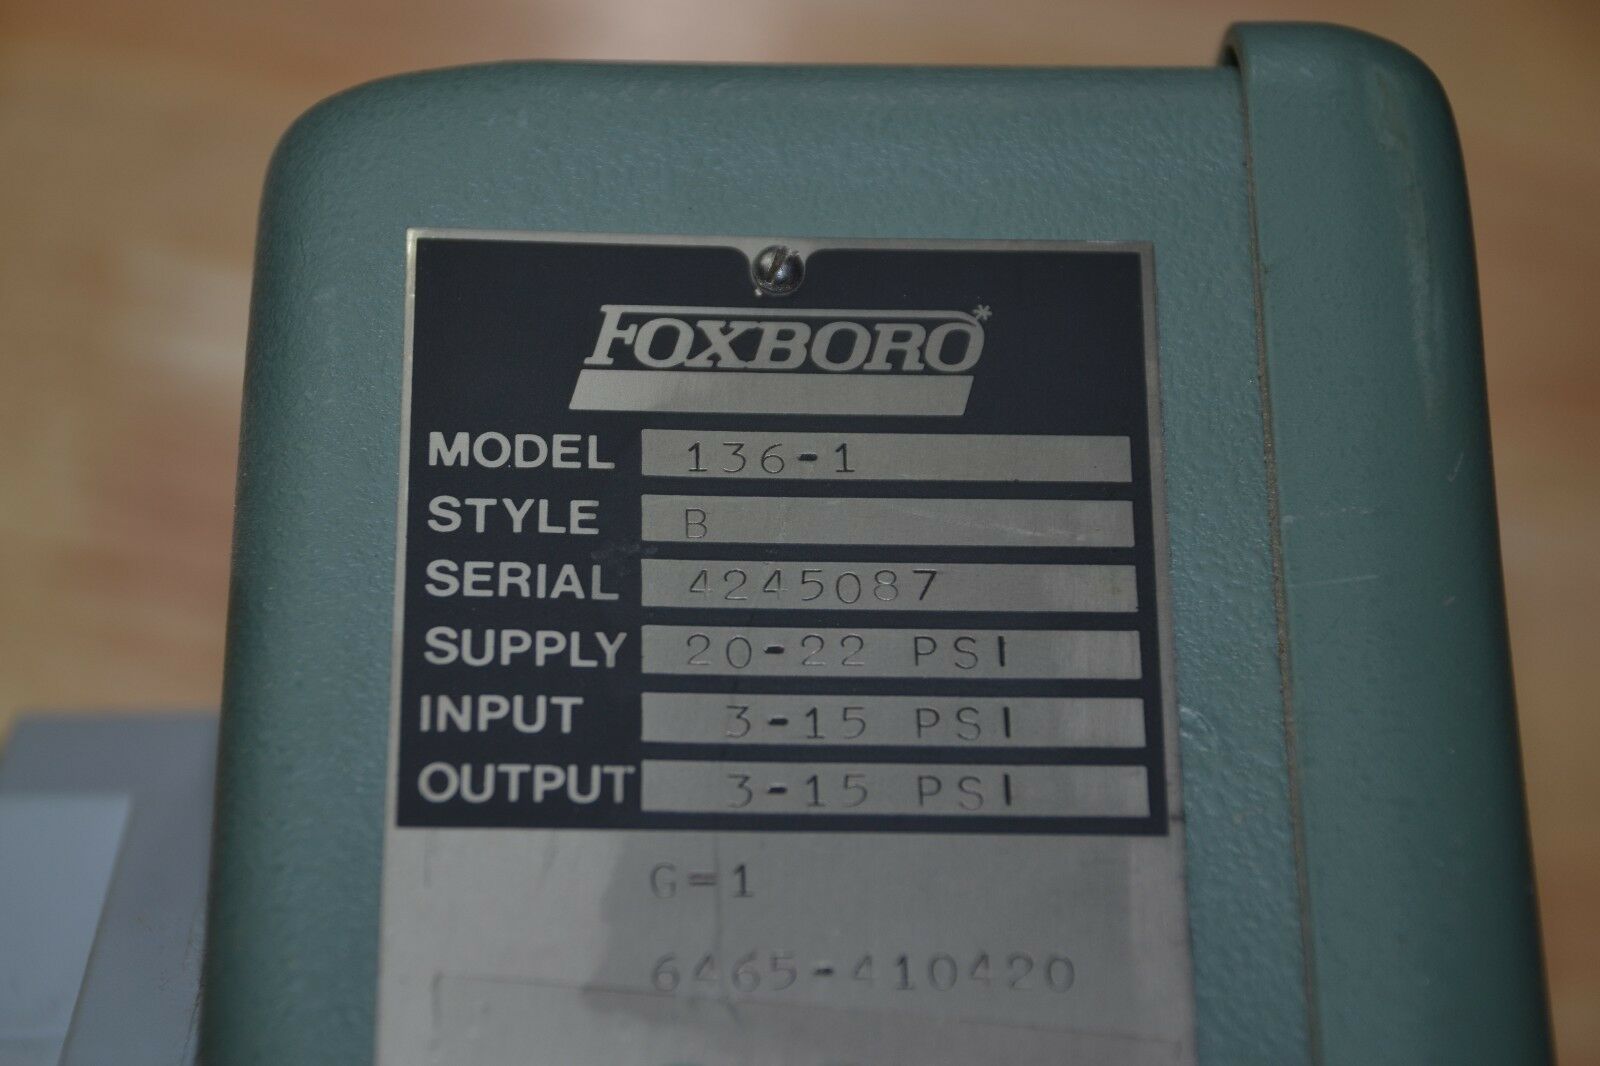 FOXBORO*
MODEL 136-1
STYLE B
SERIAL 4245087
SUPPLY 20-22 PSI
INPUT 3-15 PSI
OUTPUT 3-15 PSI
G=1
6465-410420